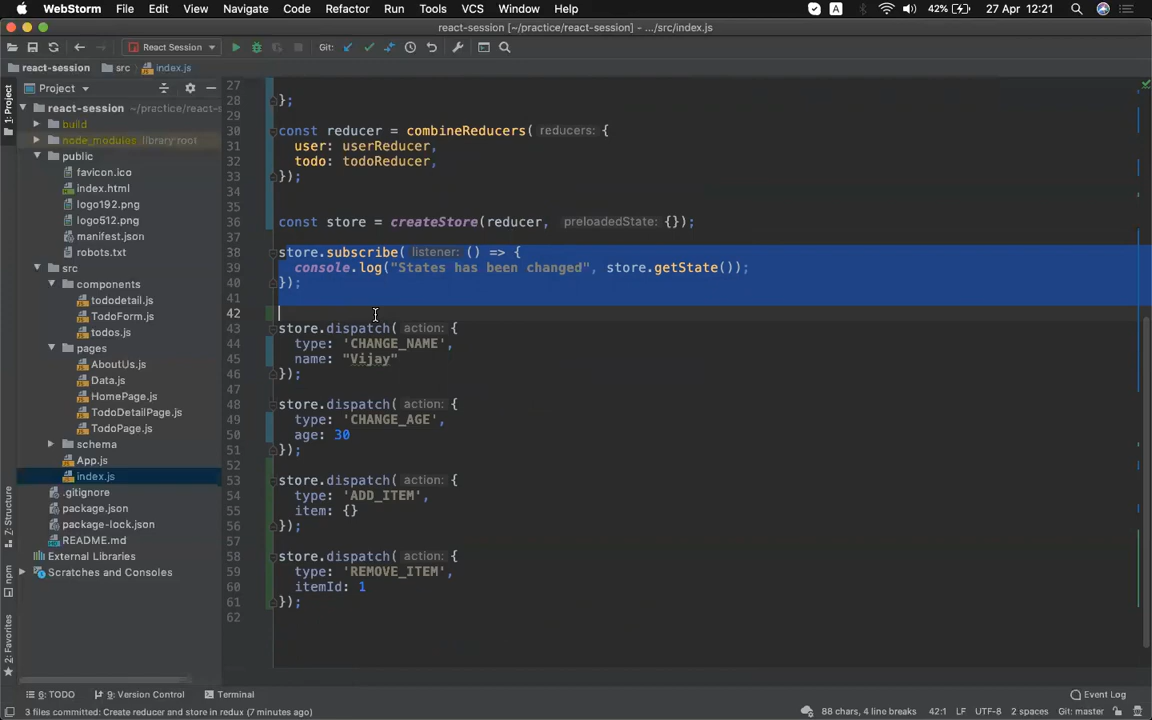 WebStorm File Edit View Navigate Code Refactor Run Tools VCS Window Help A 42% 27 Apr 12:21
react-session [~/practice/react-session] – .../src/index.js
React Session Git:
react-session src index.js
1: Project
Project
react-session ~/practice/react-s
build
node_modules library root
public
favicon.ico
index.html
logo192.png
logo512.png
manifest.json
robots.txt
src
components
tododetail.js
TodoForm.js
todos.js
pages
AboutUs.js
Data.js
HomePage.js
TodoDetailPage.js
TodoPage.js
schema
App.js
index.js
.gitignore
package.json
package-lock.json
README.md
External Libraries
Scratches and Consoles
Z: Structure
npm
2: Favorites
27
28 };
29
30 const reducer = combineReducers( reducers: {
31 user: userReducer,
32 todo: todoReducer,
33 });
34
35
36 const store = createStore(reducer, preloadedState: {});
37
38 store.subscribe( listener: () => {
39 console.log("States has been changed", store.getState());
40 });
41
42
43 store.dispatch( action: {
44 type: 'CHANGE_NAME',
45 name: "Vijay"
46 });
47
48 store.dispatch( action: {
49 type: 'CHANGE_AGE',
50 age: 30
51 });
52
53 store.dispatch( action: {
54 type: 'ADD_ITEM',
55 item: {}
56 });
57
58 store.dispatch( action: {
59 type: 'REMOVE_ITEM',
60 itemId: 1
61 });
62
6: TODO 9: Version Control Terminal Event Log
3 files committed: Create reducer and store in redux (7 minutes ago) 88 chars, 4 line breaks 42:1 LF UTF-8 2 spaces Git: master